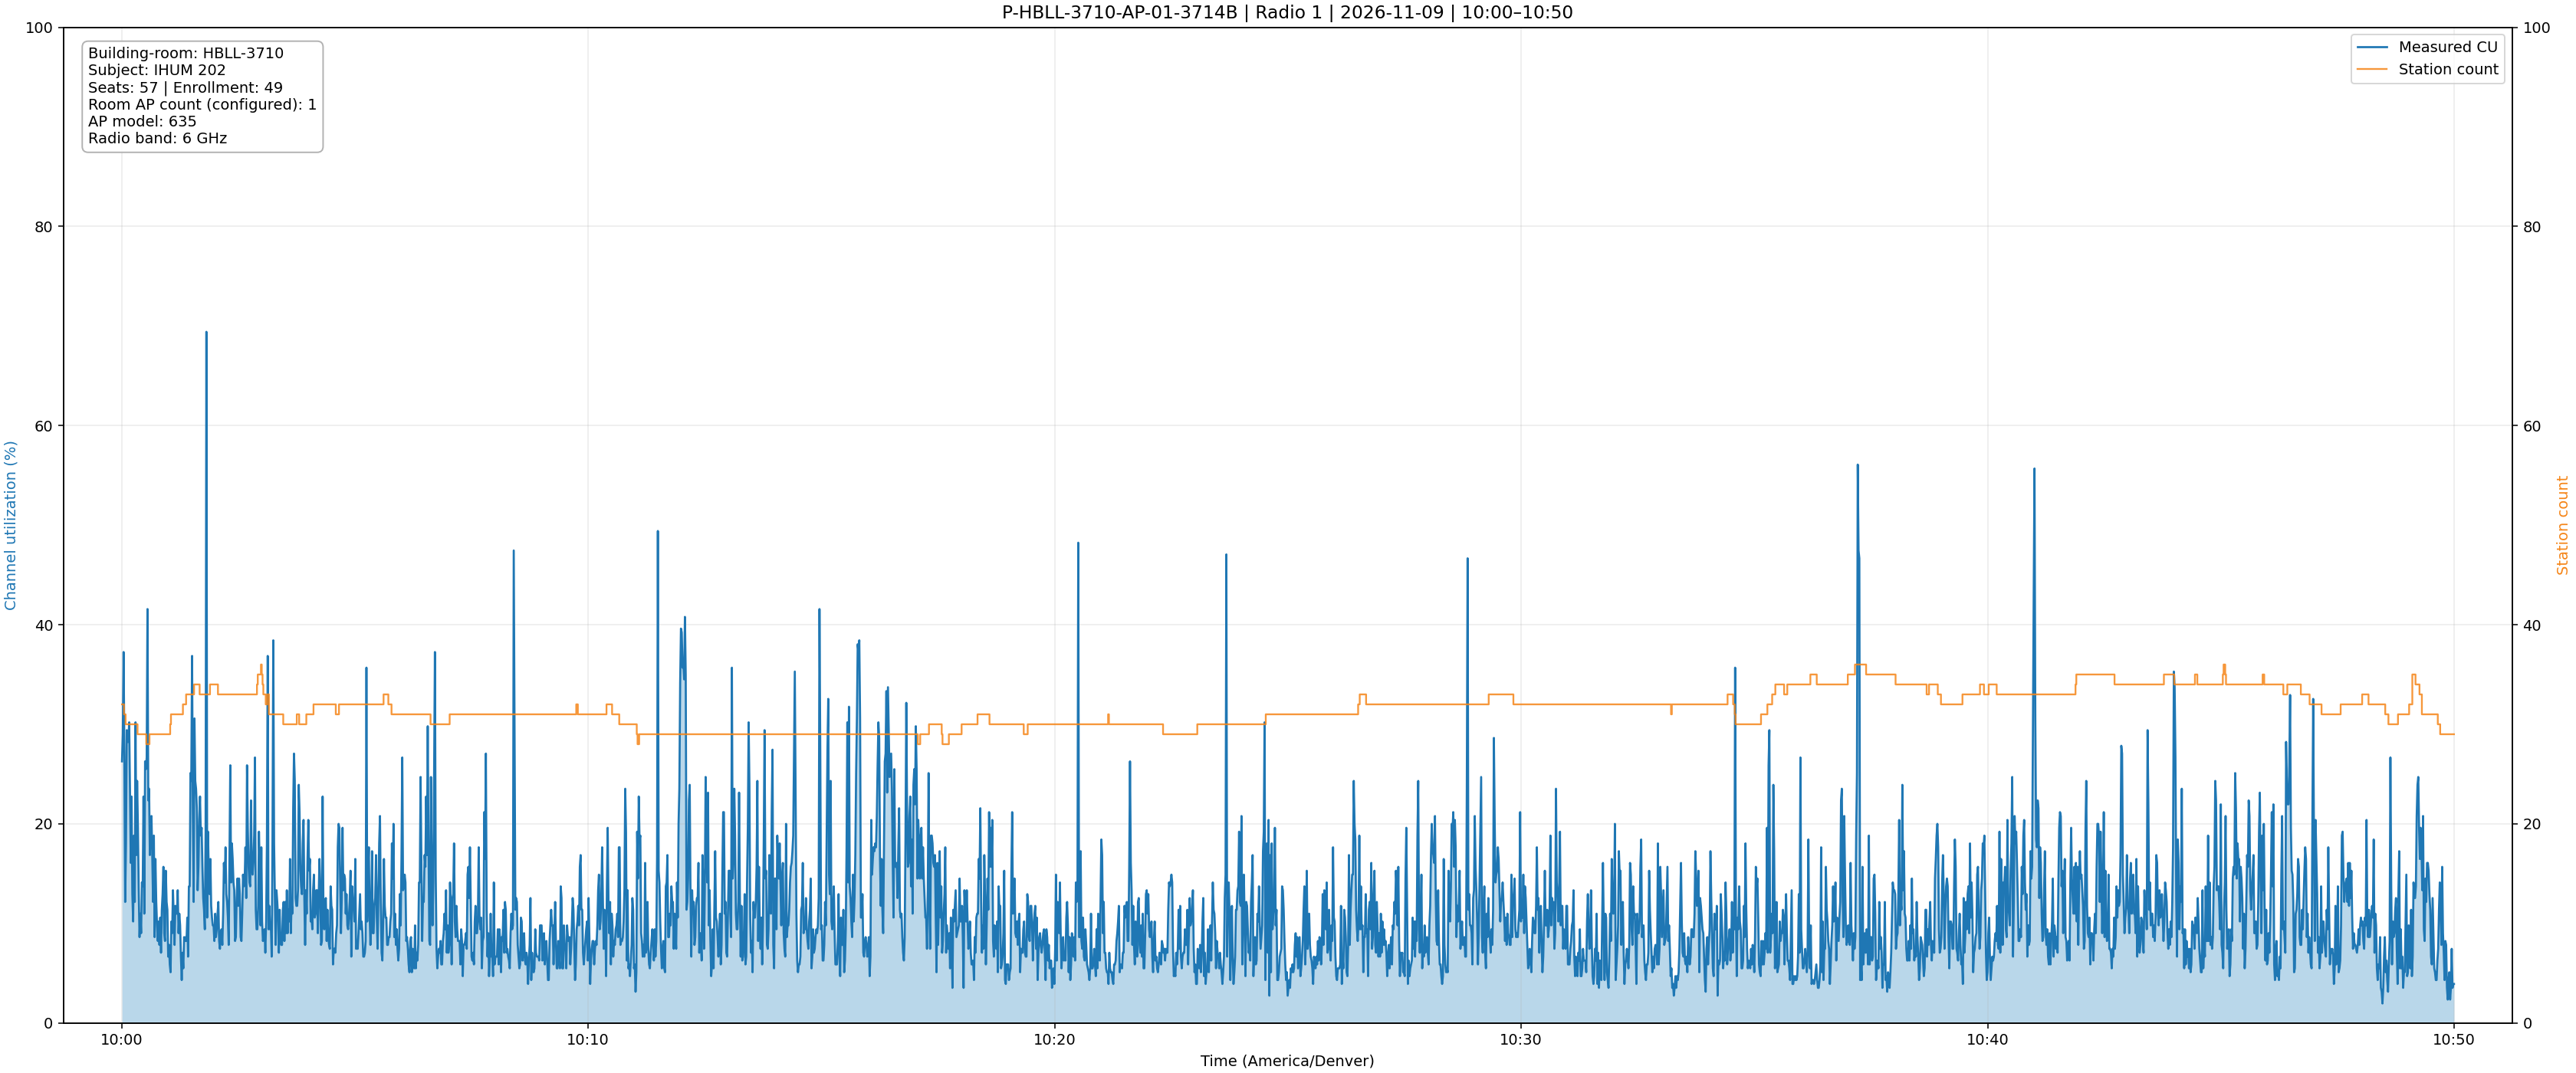 P-HBLL-3710-AP-01-3714B | Radio 1 | 2026-11-09 | 10:00–10:50
Building-room: HBLL-3710
Subject: IHUM 202
Seats: 57 | Enrollment: 49
Room AP count (configured): 1
AP model: 635
Radio band: 6 GHz
Measured CU
Station count
Channel utilization (%)
100
80
60
40
20
0
100
80
60
40
20
0
Station count
10:00
10:10
10:20
10:30
10:40
10:50
Time (America/Denver)